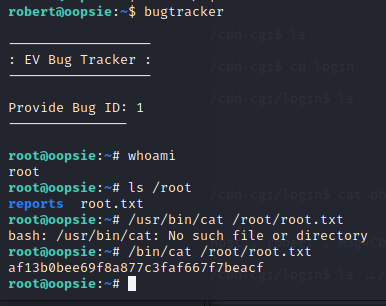 robert@oopsie:~$ bugtracker
------------------
: EV Bug Tracker :
------------------
/cdn-cgi$ ls
/cdn-cgi$ cd login
Provide Bug ID: 1
/cdn-cgi/login$ ls
---------------
root@oopsie:~# whoami
root
root@oopsie:~# ls /root
reports root.txt
/cdn-cgi/login$ cat db
root@oopsie:~# /usr/bin/cat /root/root.txt
bash: /usr/bin/cat: No such file or directory
root@oopsie:~# /bin/cat /root/root.txt
af13b0bee69f8a877c3faf667f7beacf
root@oopsie:~#